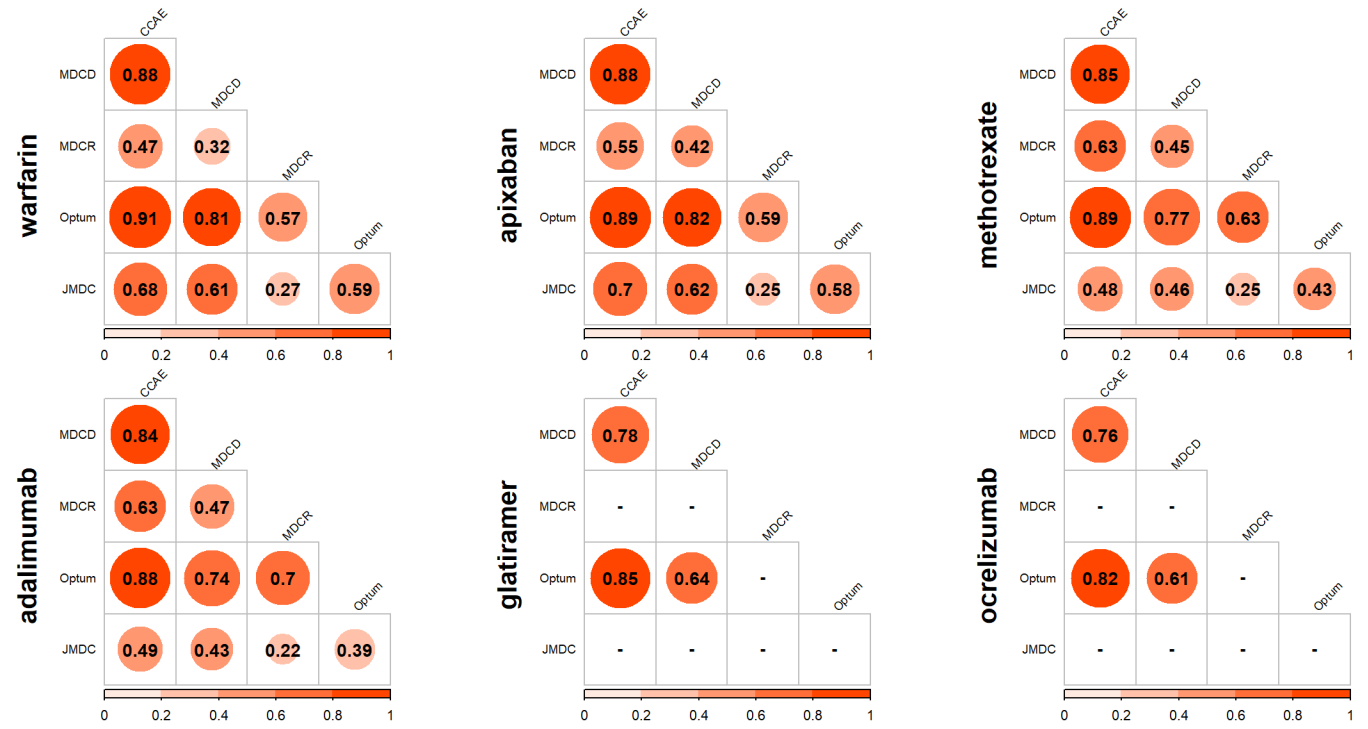 warfarin
CCAE
MDCD 0.88
MDCD
MDCR 0.47 0.32
MDCR
Optum 0.91 0.81 0.57
Optum
JMDC 0.68 0.61 0.27 0.59
0 0.2 0.4 0.6 0.8 1
apixaban
CCAE
MDCD 0.88
MDCD
MDCR 0.55 0.42
MDCR
Optum 0.89 0.82 0.59
Optum
JMDC 0.7 0.62 0.25 0.58
0 0.2 0.4 0.6 0.8 1
methotrexate
CCAE
MDCD 0.85
MDCD
MDCR 0.63 0.45
MDCR
Optum 0.89 0.77 0.63
Optum
JMDC 0.48 0.46 0.25 0.43
0 0.2 0.4 0.6 0.8 1
adalimumab
CCAE
MDCD 0.84
MDCD
MDCR 0.63 0.47
MDCR
Optum 0.88 0.74 0.7
Optum
JMDC 0.49 0.43 0.22 0.39
0 0.2 0.4 0.6 0.8 1
glatiramer
CCAE
MDCD 0.78
MDCD
MDCR - -
MDCR
Optum 0.85 0.64 -
Optum
JMDC - - - -
0 0.2 0.4 0.6 0.8 1
ocrelizumab
CCAE
MDCD 0.76
MDCD
MDCR - -
MDCR
Optum 0.82 0.61 -
Optum
JMDC - - - -
0 0.2 0.4 0.6 0.8 1